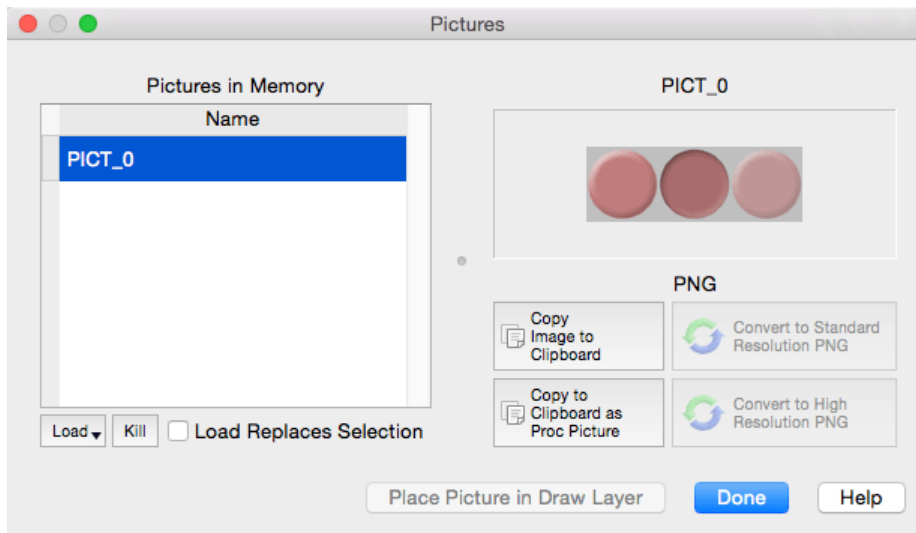 Pictures
Pictures in Memory
Name
PICT_0
Load
Kill
Load Replaces Selection
PICT_0
PNG
Copy
Image to
Clipboard
Convert to Standard
Resolution PNG
Copy to
Clipboard as
Proc Picture
Convert to High
Resolution PNG
Place Picture in Draw Layer
Done
Help